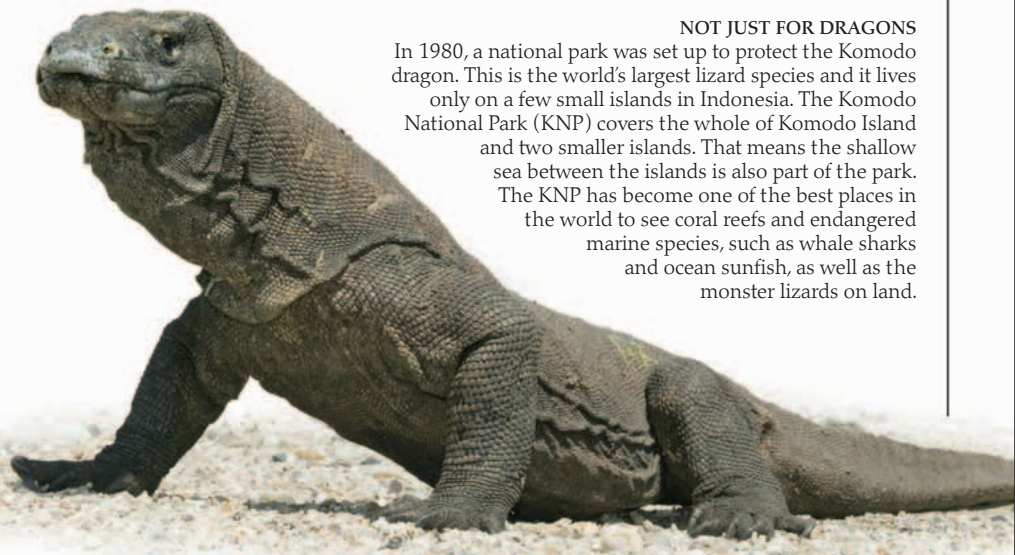 NOT JUST FOR DRAGONS
In 1980, a national park was set up to protect the Komodo
dragon. This is the world's largest lizard species and it lives
only on a few small islands in Indonesia. The Komodo
National Park (KNP) covers the whole of Komodo Island
and two smaller islands. That means the shallow
sea between the islands is also part of the park.
The KNP has become one of the best places in
the world to see coral reefs and endangered
marine species, such as whale sharks
and ocean sunfish, as well as the
monster lizards on land.